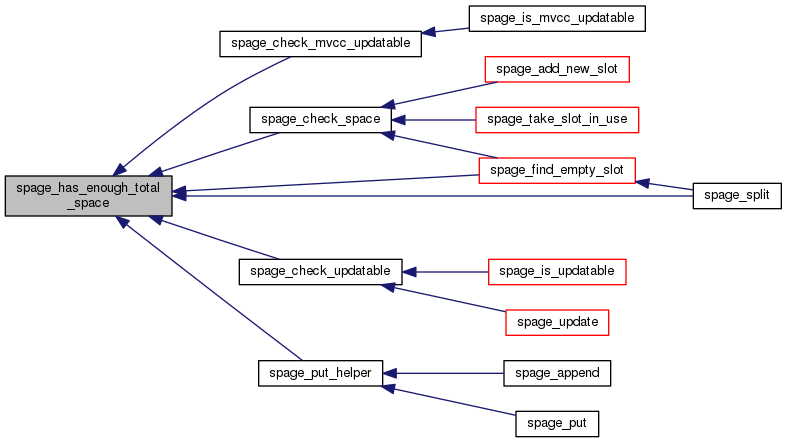 spage_is_mvcc_updatable
spage_check_mvcc_updatable
spage_add_new_slot
spage_check_space
spage_take_slot_in_use
spage_find_empty_slot
spage_has_enough_total
_space
spage_split
spage_check_updatable
spage_is_updatable
spage_update
spage_put_helper
spage_append
spage_put